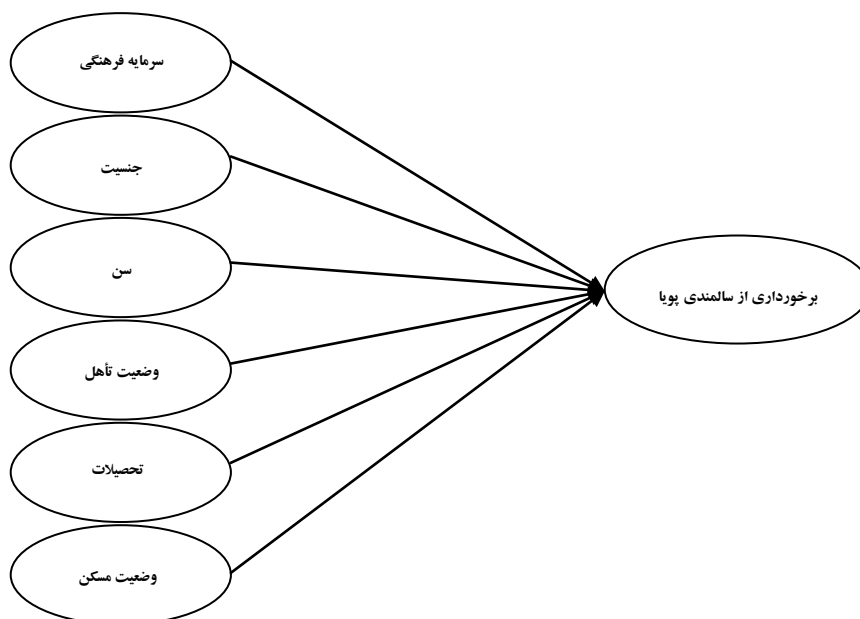 سرمایه فرهنگی
جنسیت
سن
وضعیت تأهل
تحصیلات
وضعیت مسکن
برخورداری از سالمندی پویا